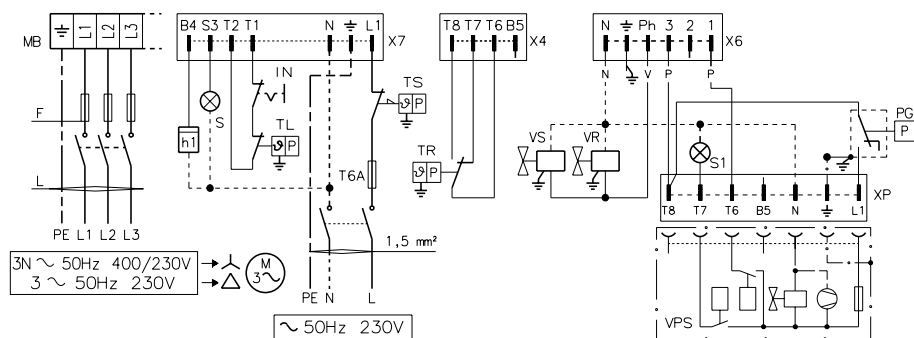 MB
L1 L2 L3
F
L
PE L1 L2 L3
3N ~ 50Hz 400/230V
3 ~ 50Hz 230V
M
3~
B4 S3 T2 T1 N L1
X7
IN
S
h1
TL
ϑ P
TS
ϑ P
T6A
1,5 mm²
PE N L
~ 50Hz 230V
T8 T7 T6 B5
X4
TR
ϑ P
N Ph 3 2 1
X6
N V P P
VS VR
S1
PG
P
XP
T8 T7 T6 B5 N L1
VPS